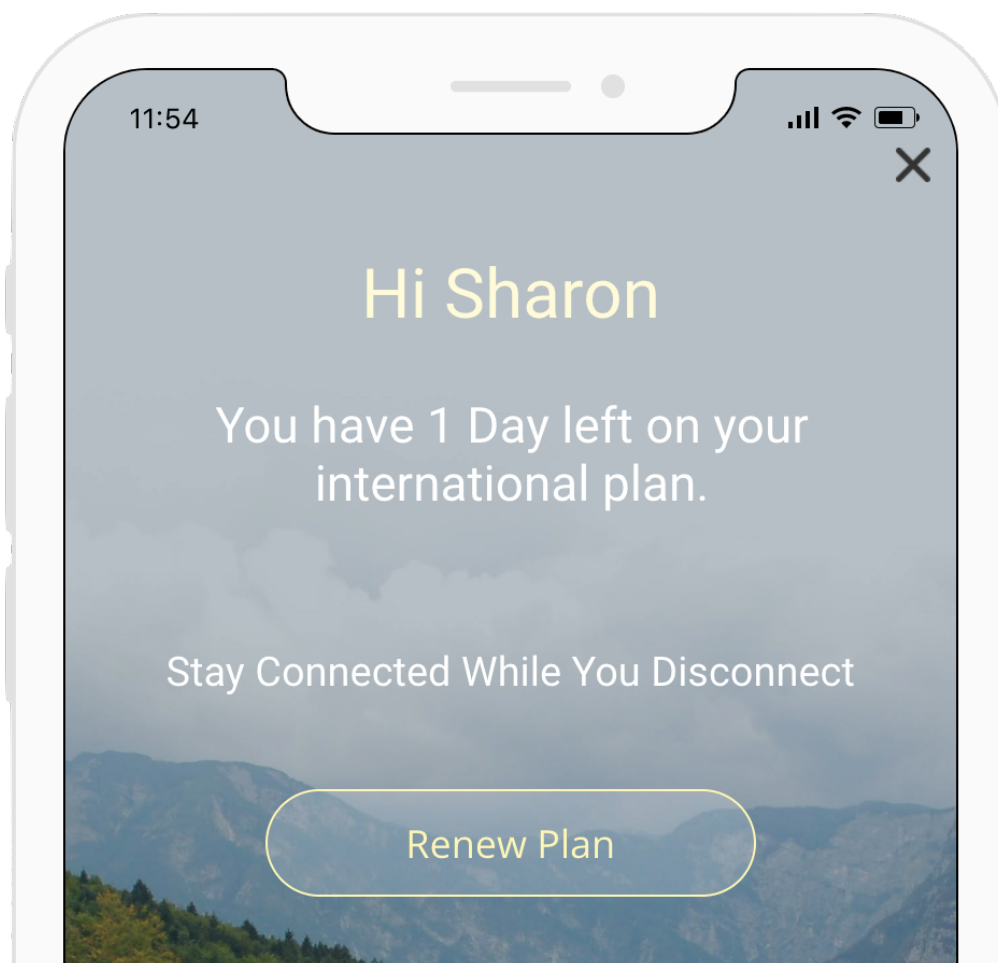 11:54
Hi Sharon
You have 1 Day left on your
international plan.
Stay Connected While You Disconnect
Renew Plan